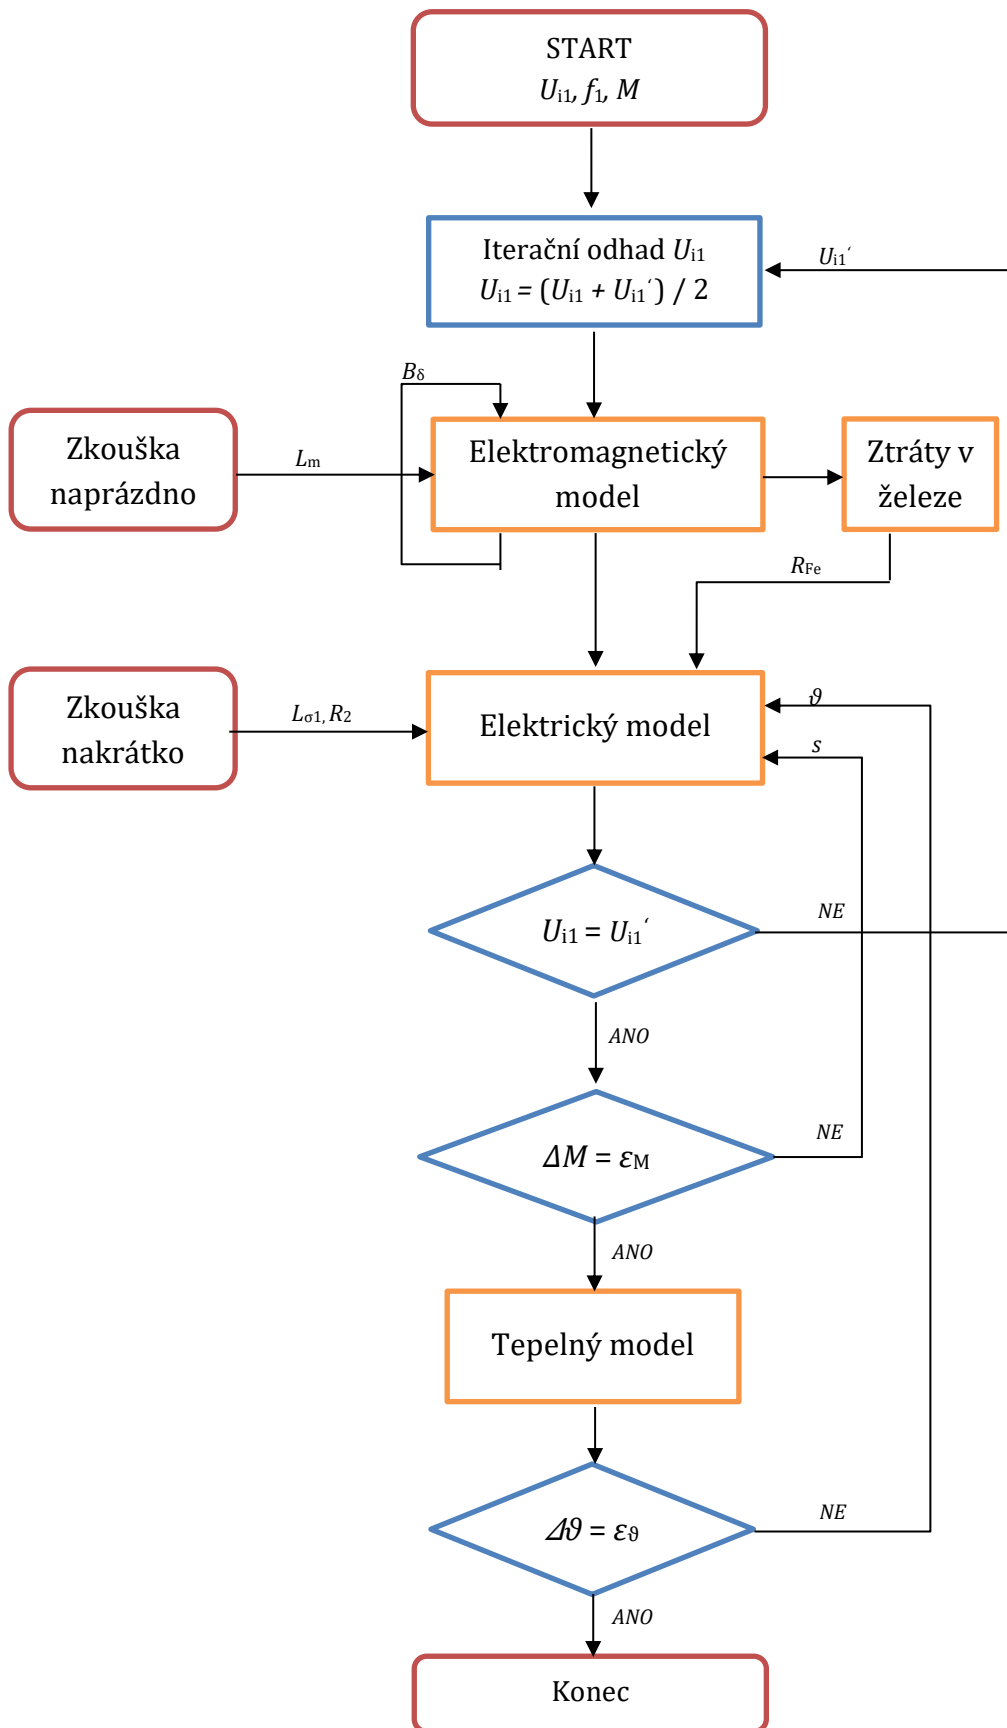 START
Ui1, f1, M
Iterační odhad Ui1
Ui1 = (Ui1 + Ui1‘) / 2
Ui1‘
Bδ
Zkouška
naprázdno
Lm
Elektromagnetický
model
Ztráty v
železe
RFe
Zkouška
nakrátko
Lσ1, R2
Elektrický model
ϑ
s
Ui1 = Ui1‘
NE
ANO
ΔM = εM
NE
ANO
Tepelný model
Δϑ = εϑ
NE
ANO
Konec